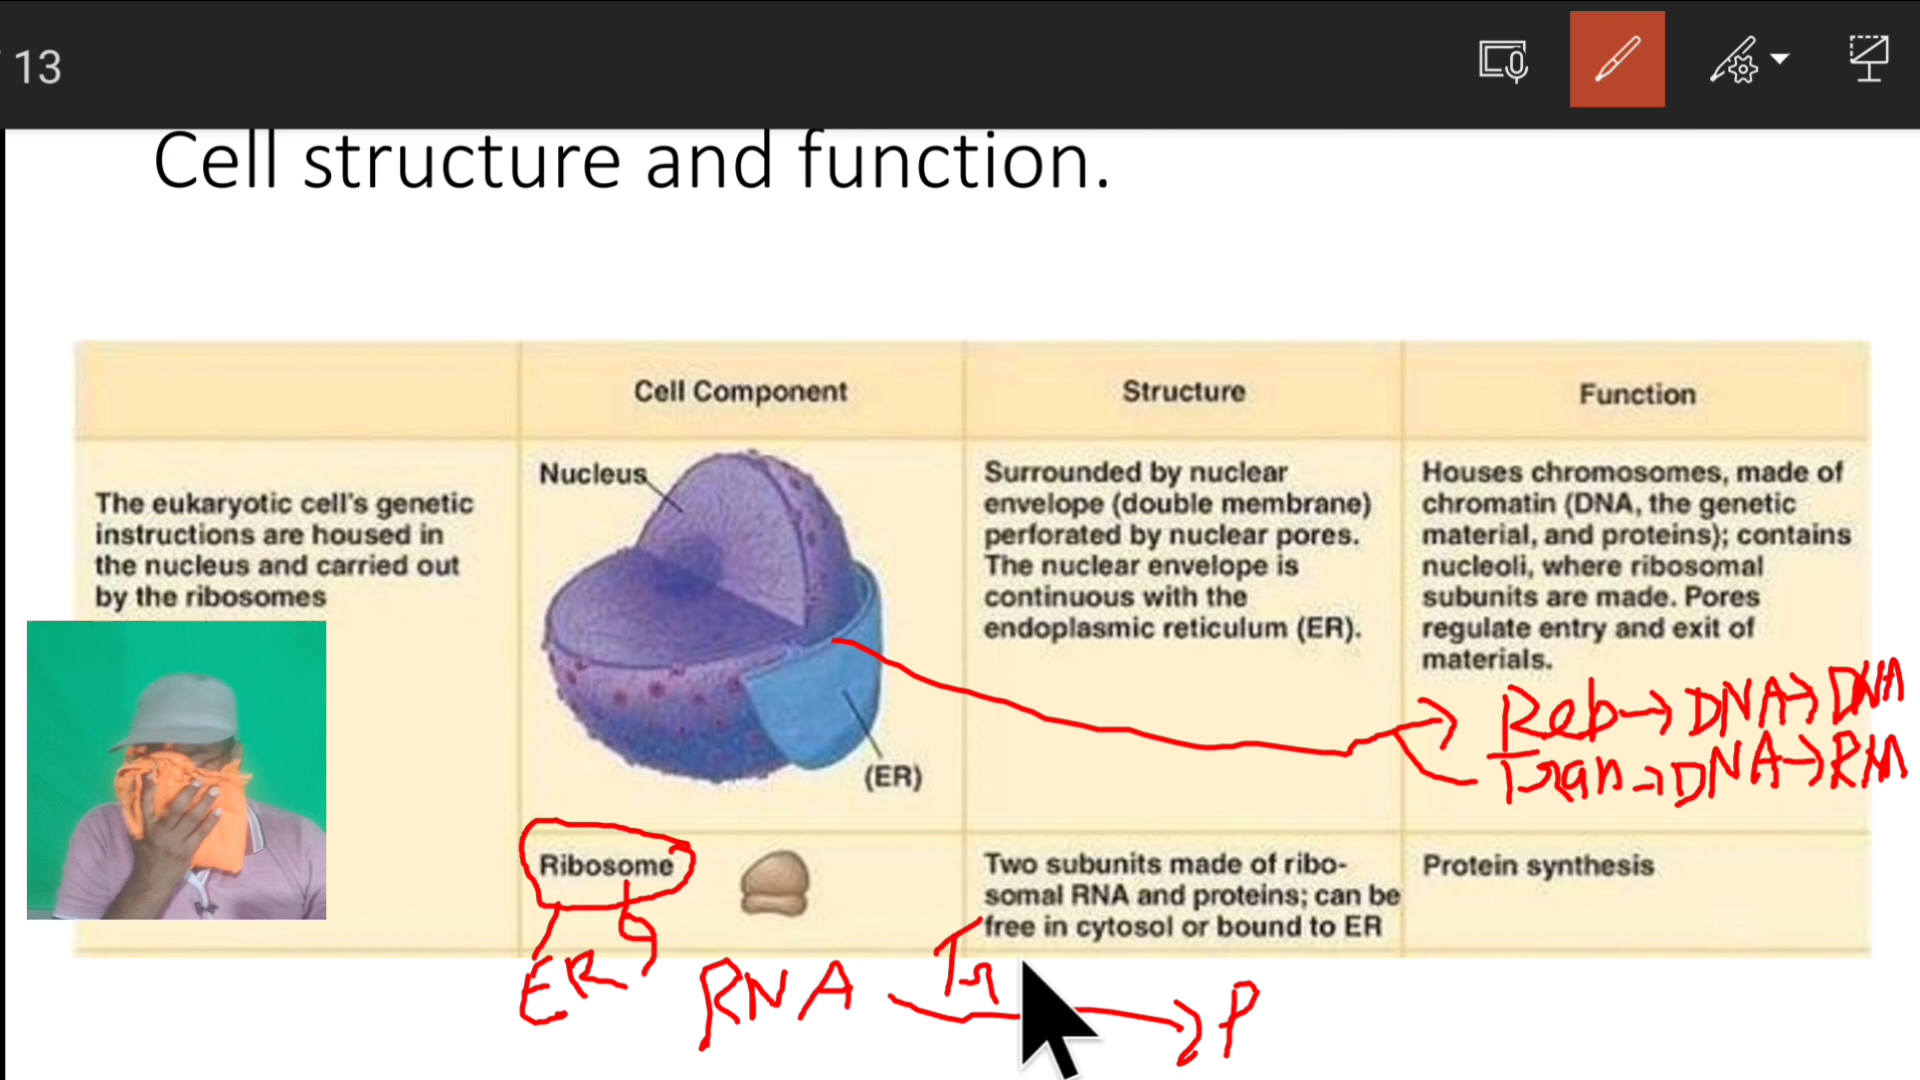 13
Cell structure and function.
Cell Component
Structure
Function
The eukaryotic cell's genetic
instructions are housed in
the nucleus and carried out
by the ribosomes
Nucleus
(ER)
Surrounded by nuclear
envelope (double membrane)
perforated by nuclear pores.
The nuclear envelope is
continuous with the
endoplasmic reticulum (ER).
Houses chromosomes, made of
chromatin (DNA, the genetic
material, and proteins); contains
nucleoli, where ribosomal
subunits are made. Pores
regulate entry and exit of
materials.
Rep→DNA→DNA
Tran→DNA→RNA
Ribosome
Two subunits made of ribo-
somal RNA and proteins; can be
free in cytosol or bound to ER
Protein synthesis
ER
RNA → P